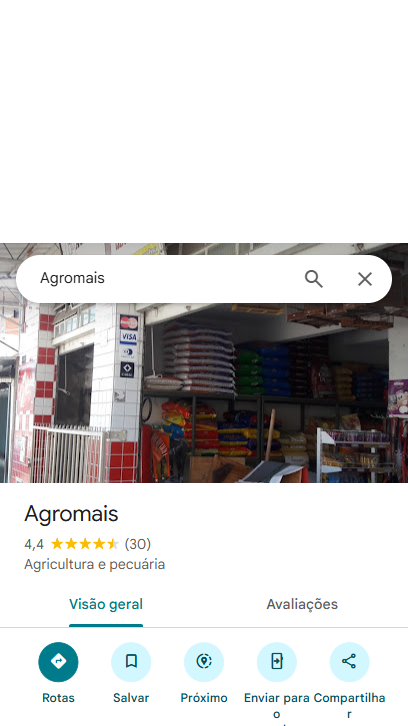 Agromais
VISA
Agromais
4,4 (30)
Agricultura e pecuária
Visão geral
Avaliações
Rotas
Salvar
Próximo
Enviar para o
Compartilhar